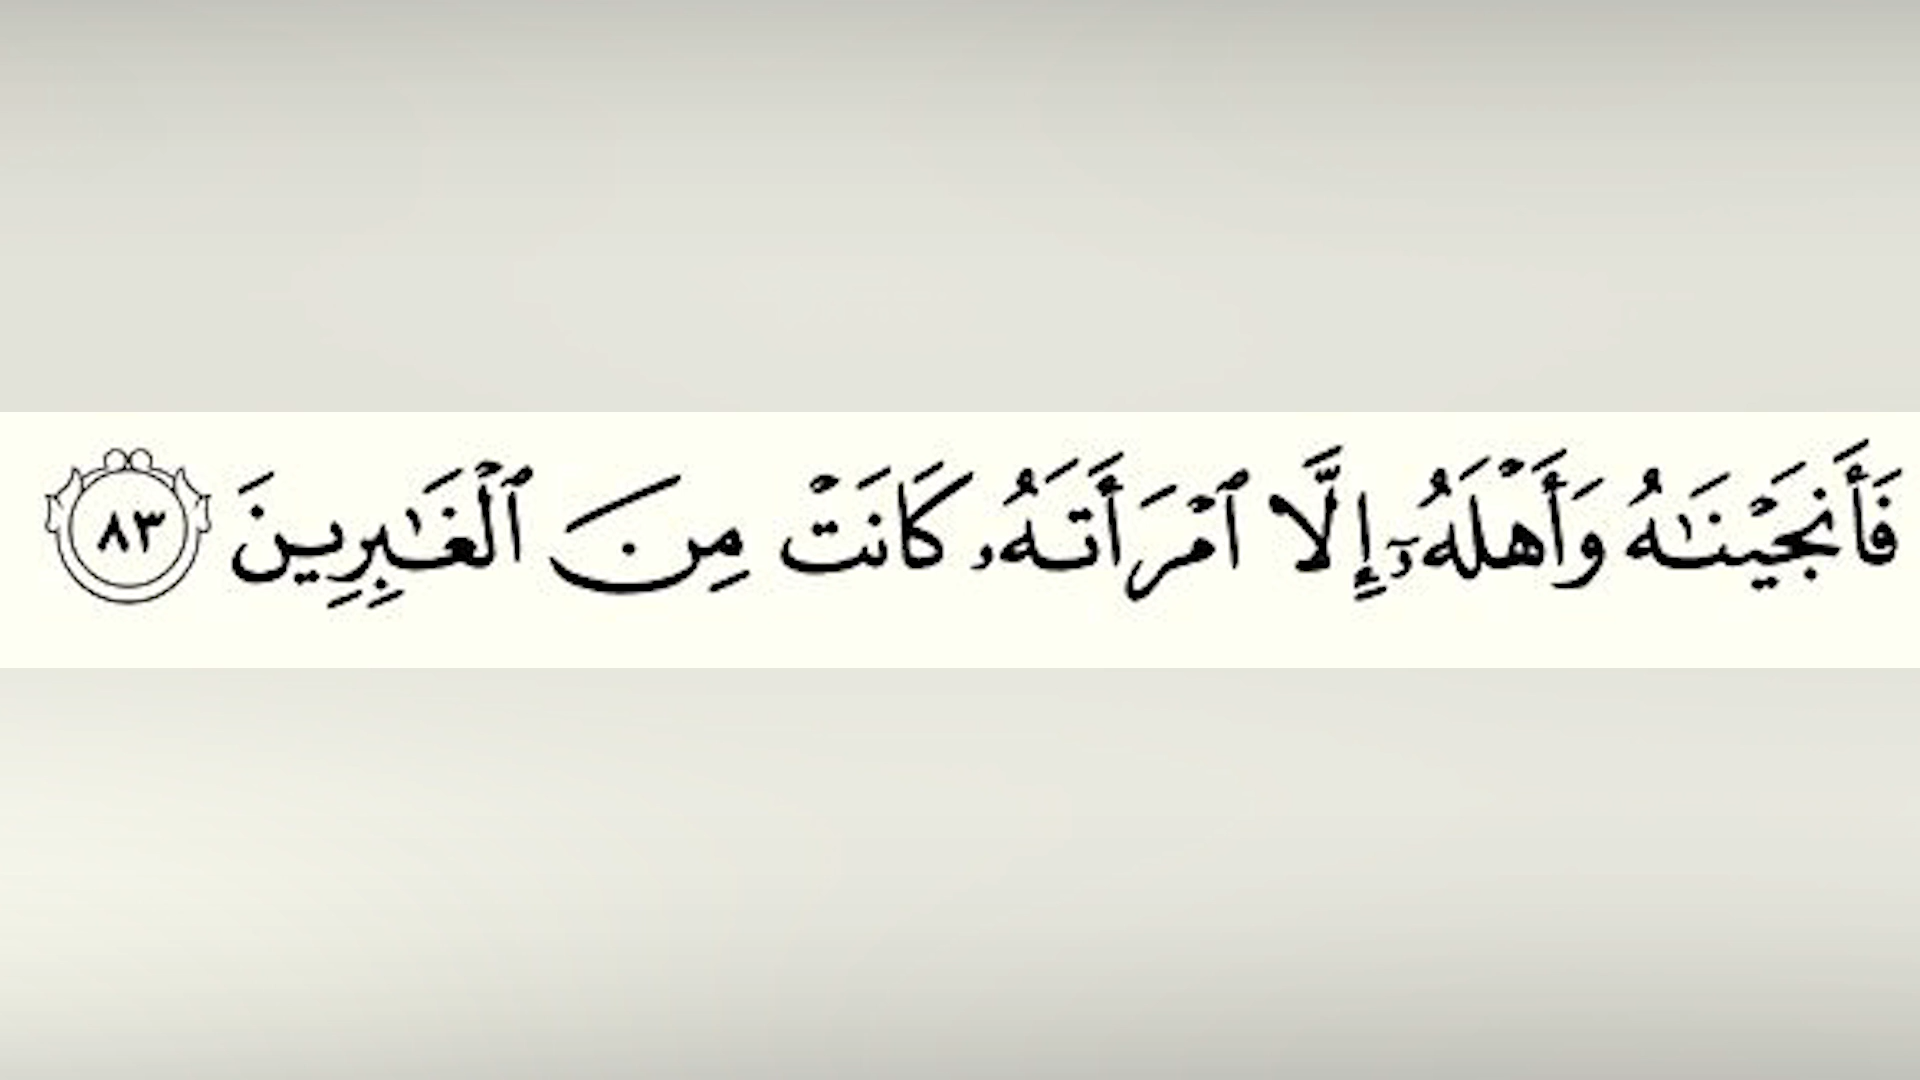 فَأَنجَيْنَٰهُ وَأَهْلَهُۥٓ إِلَّا ٱمْرَأَتَهُۥ كَانَتْ مِنَ ٱلْغَٰبِرِينَ ٨٣